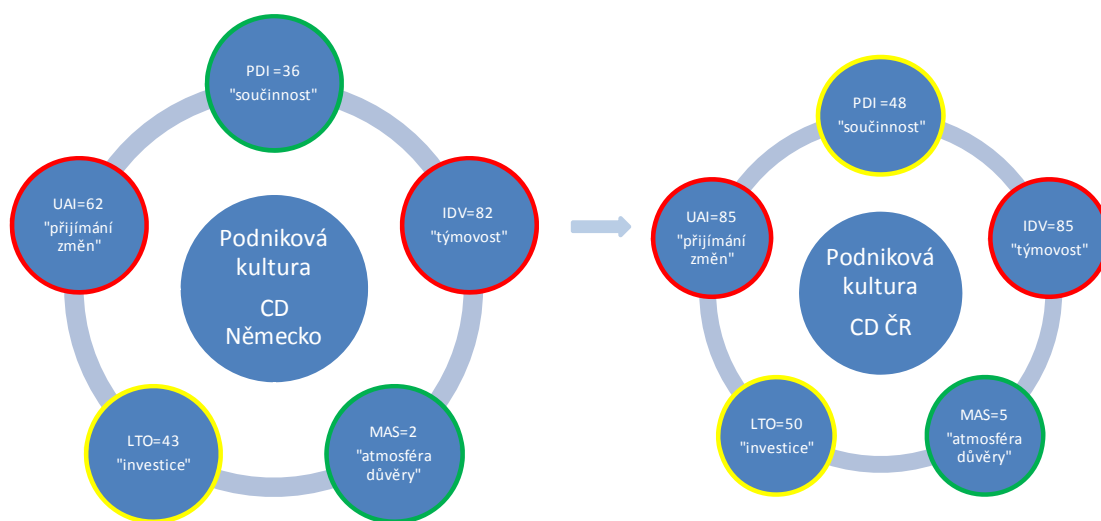 PDI =36
"součinnost"
IDV=82
"týmovost"
MAS=2
"atmosféra
důvěry"
LTO=43
"investice"
UAI=62
"přijímání
změn"
Podniková
kultura
CD
Německo
PDI =48
"součinnost"
IDV=85
"týmovost"
MAS=5
"atmosféra
důvěry"
LTO=50
"investice"
UAI=85
"přijímání
změn"
Podniková
kultura
CD ČR